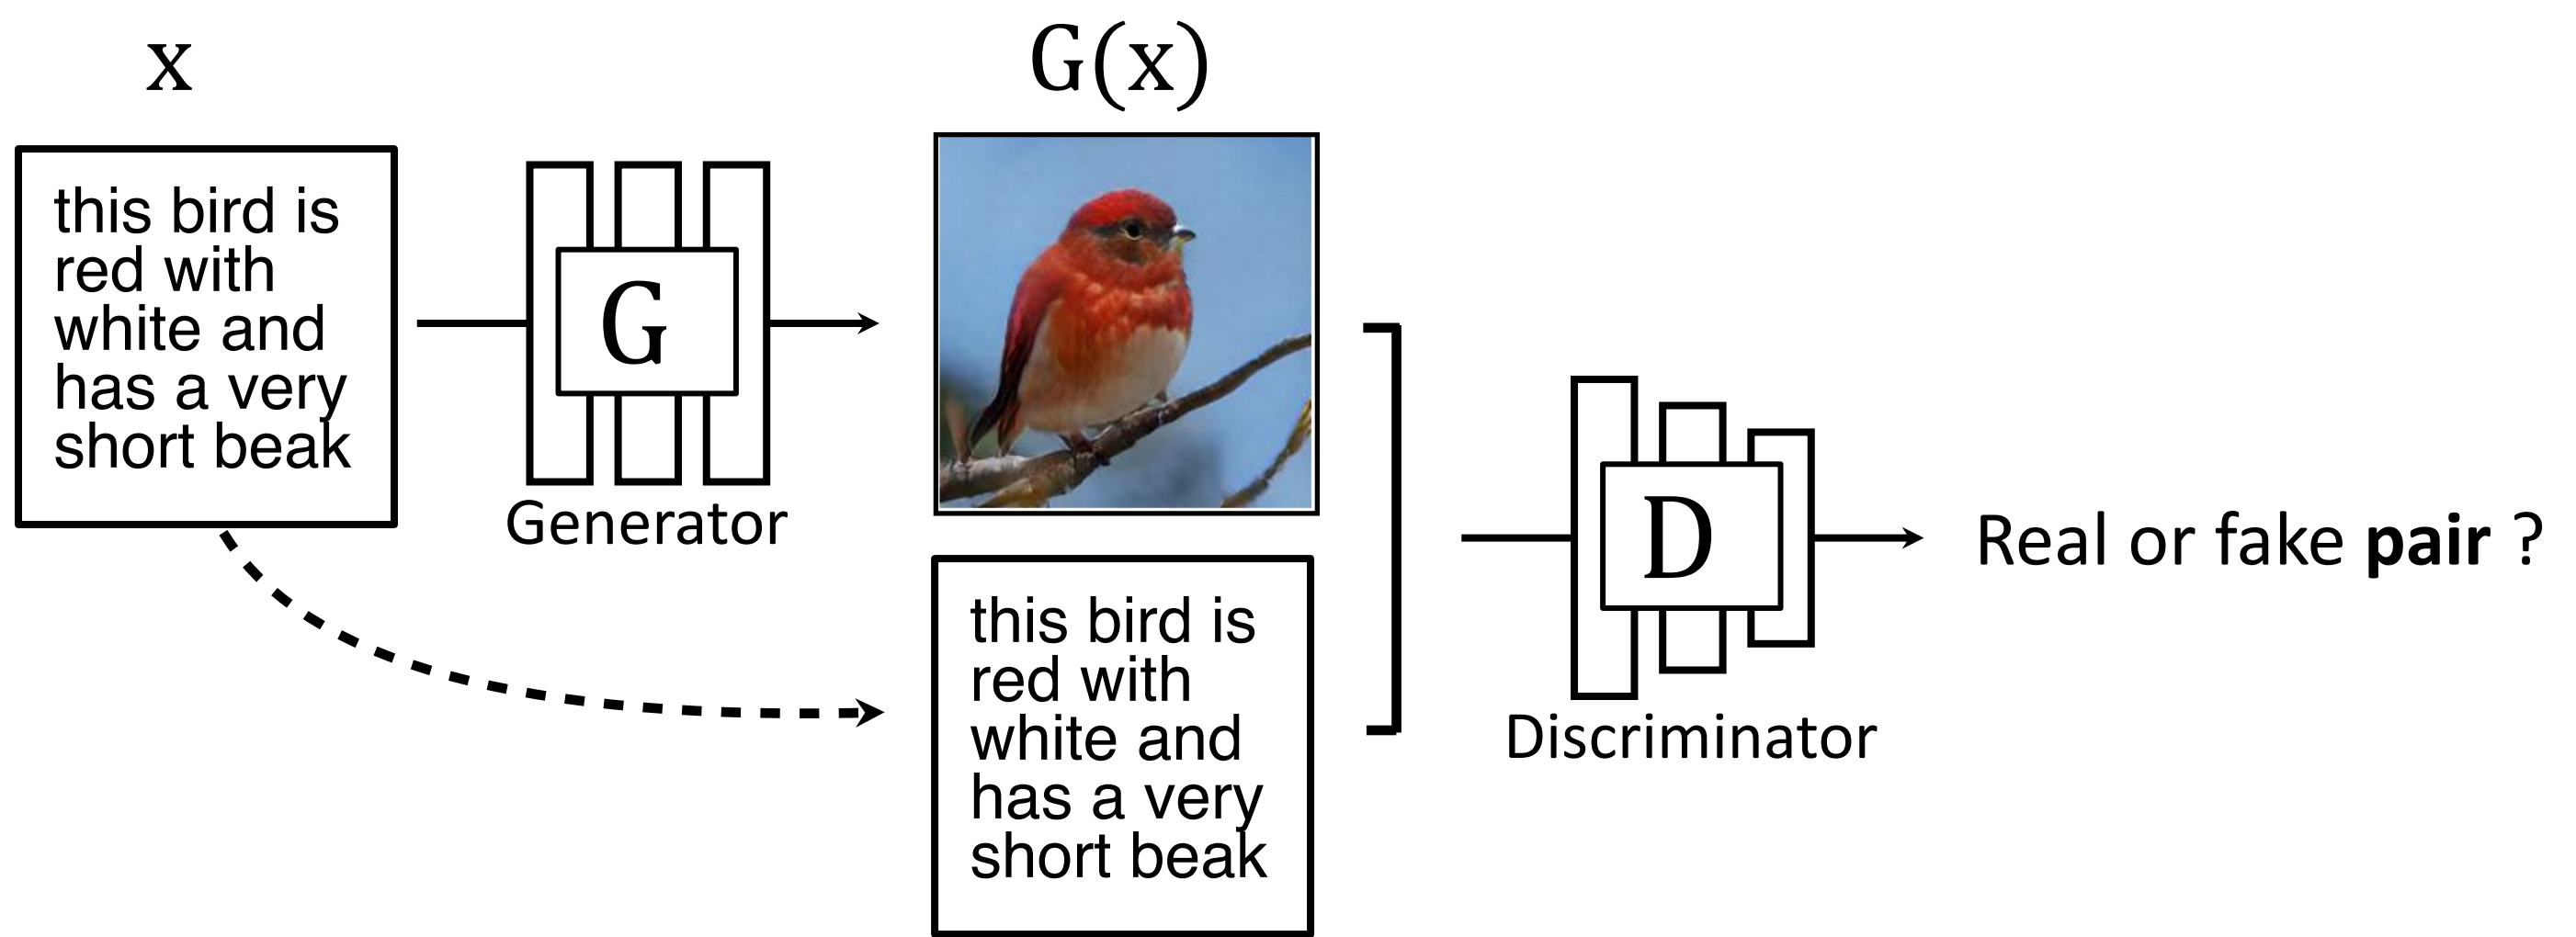 x
this bird is
red with
white and
has a very
short beak
G
Generator
G(x)
this bird is
red with
white and
has a very
short beak
D
Discriminator
Real or fake pair ?